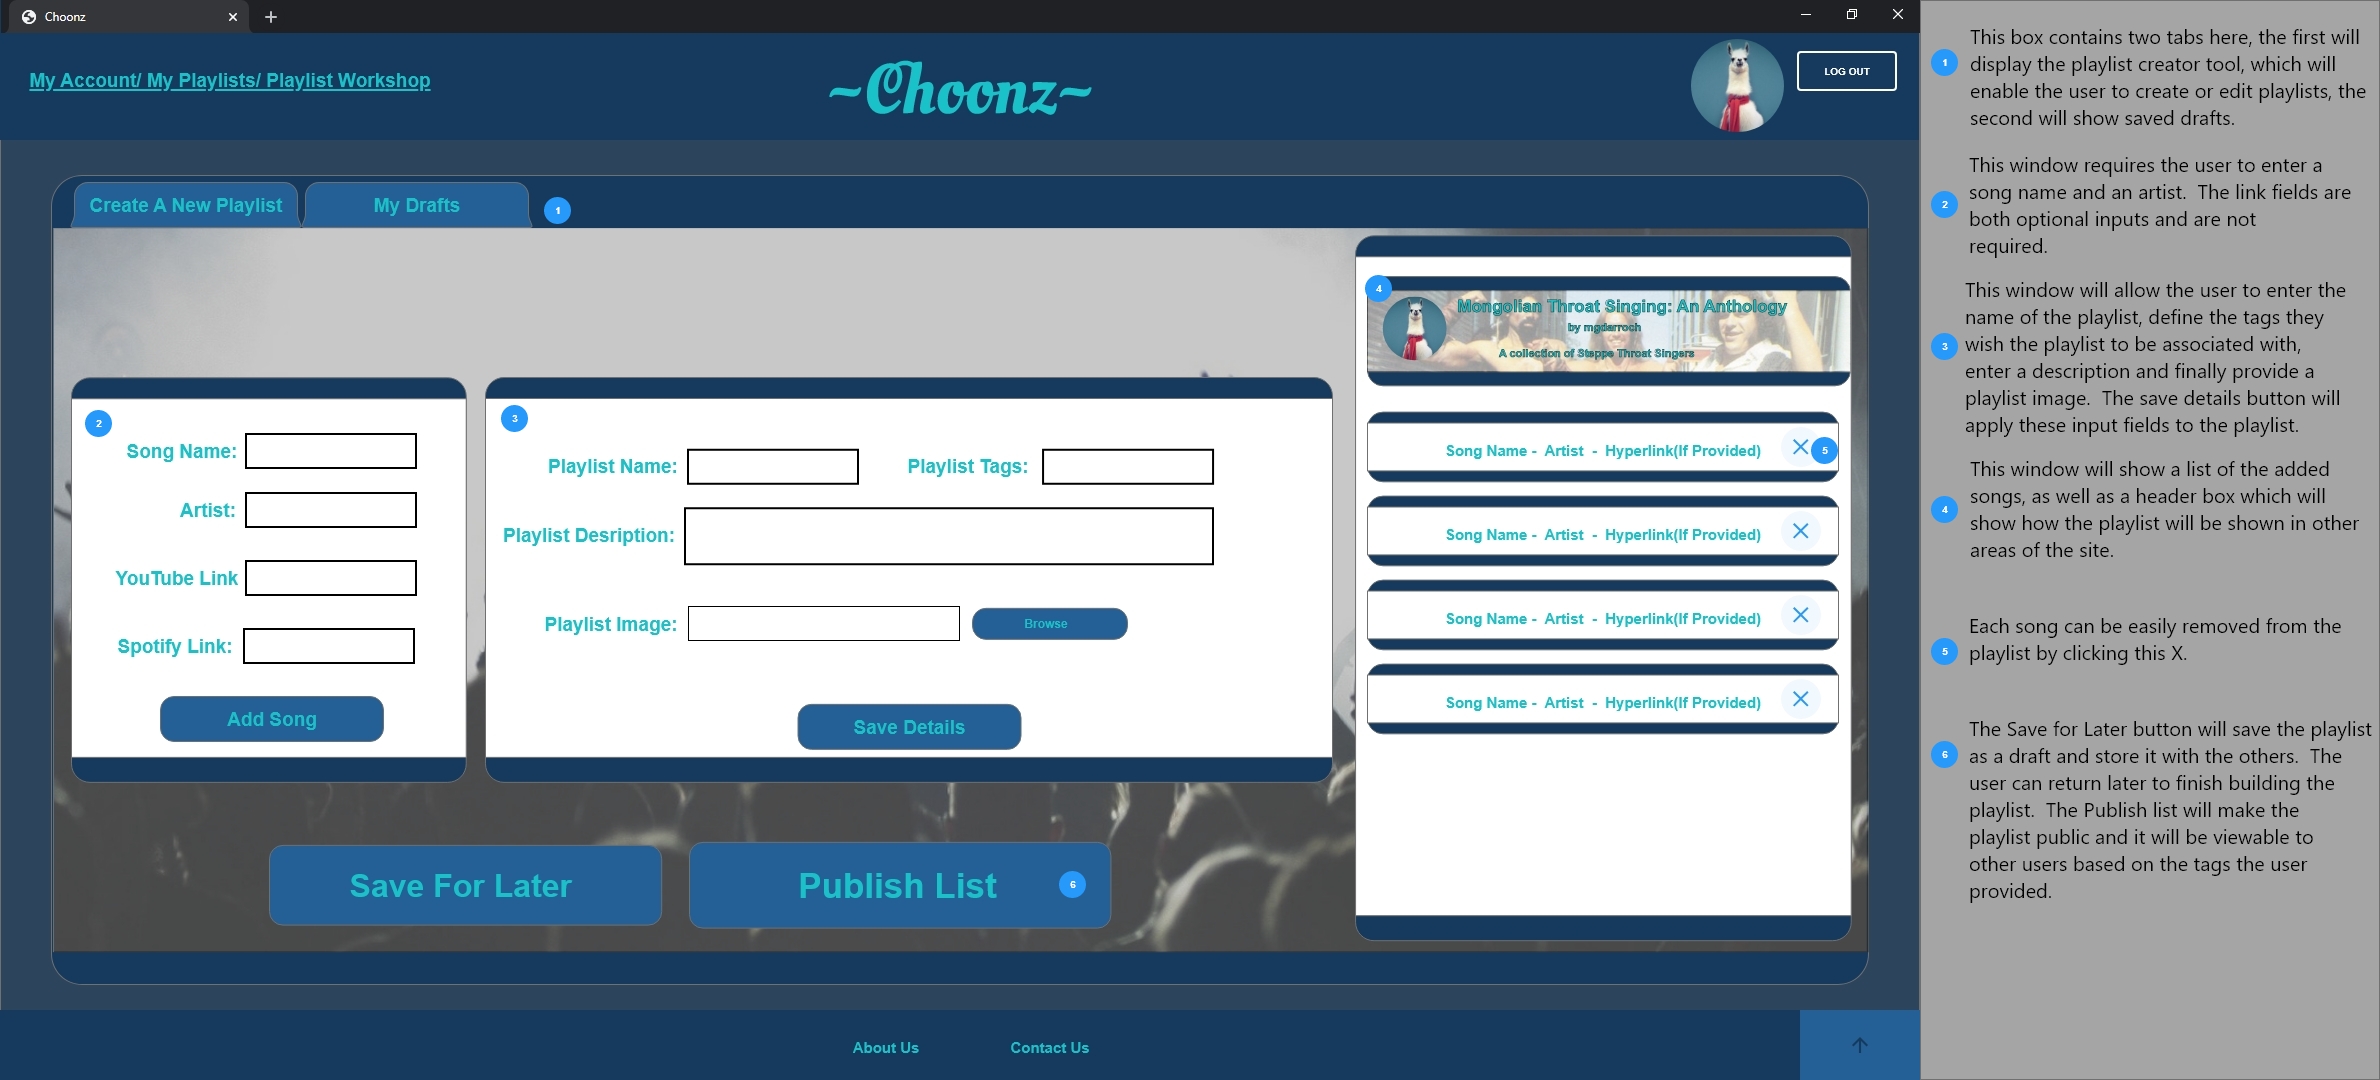 Choonz
My Account/ My Playlists/ Playlist Workshop
~Choonz~
LOG OUT
Create A New Playlist
My Drafts
1
2
Song Name:
Artist:
YouTube Link
Spotify Link:
Add Song
3
Playlist Name:
Playlist Tags:
Playlist Desription:
Playlist Image:
Browse
Save Details
4
Mongolian Throat Singing: An Anthology
by mgdarroch
A collection of Steppe Throat Singers
Song Name - Artist - Hyperlink(If Provided)
5
Song Name - Artist - Hyperlink(If Provided)
Song Name - Artist - Hyperlink(If Provided)
Song Name - Artist - Hyperlink(If Provided)
Save For Later
Publish List
6
About Us
Contact Us
1
This box contains two tabs here, the first will
display the playlist creator tool, which will
enable the user to create or edit playlists, the
second will show saved drafts.
2
This window requires the user to enter a
song name and an artist. The link fields are
both optional inputs and are not
required.
3
This window will allow the user to enter the
name of the playlist, define the tags they
wish the playlist to be associated with,
enter a description and finally provide a
playlist image. The save details button will
apply these input fields to the playlist.
4
This window will show a list of the added
songs, as well as a header box which will
show how the playlist will be shown in other
areas of the site.
5
Each song can be easily removed from the
playlist by clicking this X.
6
The Save for Later button will save the playlist
as a draft and store it with the others. The
user can return later to finish building the
playlist. The Publish list will make the
playlist public and it will be viewable to
other users based on the tags the user
provided.